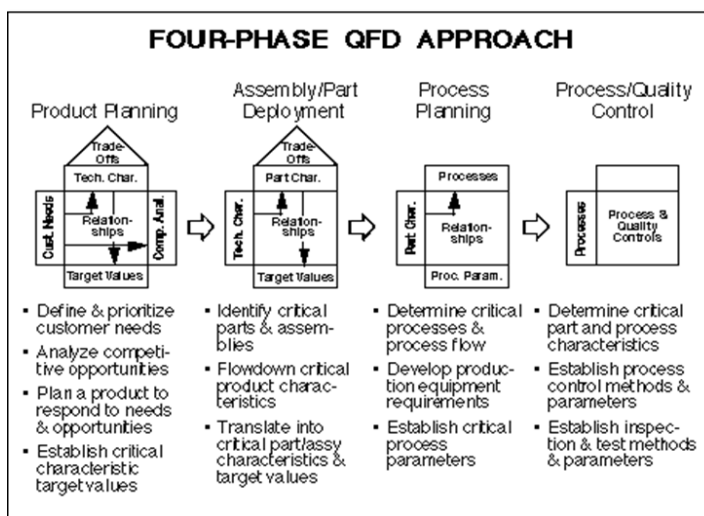 FOUR-PHASE QFD APPROACH
Product Planning
Trade-
Offs
Tech. Char.
Cust. Needs
Relation-
ships
Comp. Anal.
Target Values
▪ Define & prioritize
customer needs
▪ Analyze competi-
tive opportunities
▪ Plan a product to
respond to needs
& opportunities
▪ Establish critical
characteristic
target values
Assembly/Part
Deployment
Trade-
Offs
Part Char.
Tech. Char.
Relation-
ships
Target Values
▪ Identify critical
parts & assem-
blies
▪ Flowdown critical
product charac-
teristics
▪ Translate into
critical part/assy
characteristics &
target values
Process
Planning
Processes
Part Char.
Relation-
ships
Proc. Param.
▪ Determine critical
processes &
process flow
▪ Develop produc-
tion equipment
requirements
▪ Establish critical
process
parameters
Process/Quality
Control
Processes
Process &
Quality
Controls
▪ Determine critical
part and process
characteristics
▪ Establish process
control methods &
parameters
▪ Establish inspec-
tion & test methods
& parameters